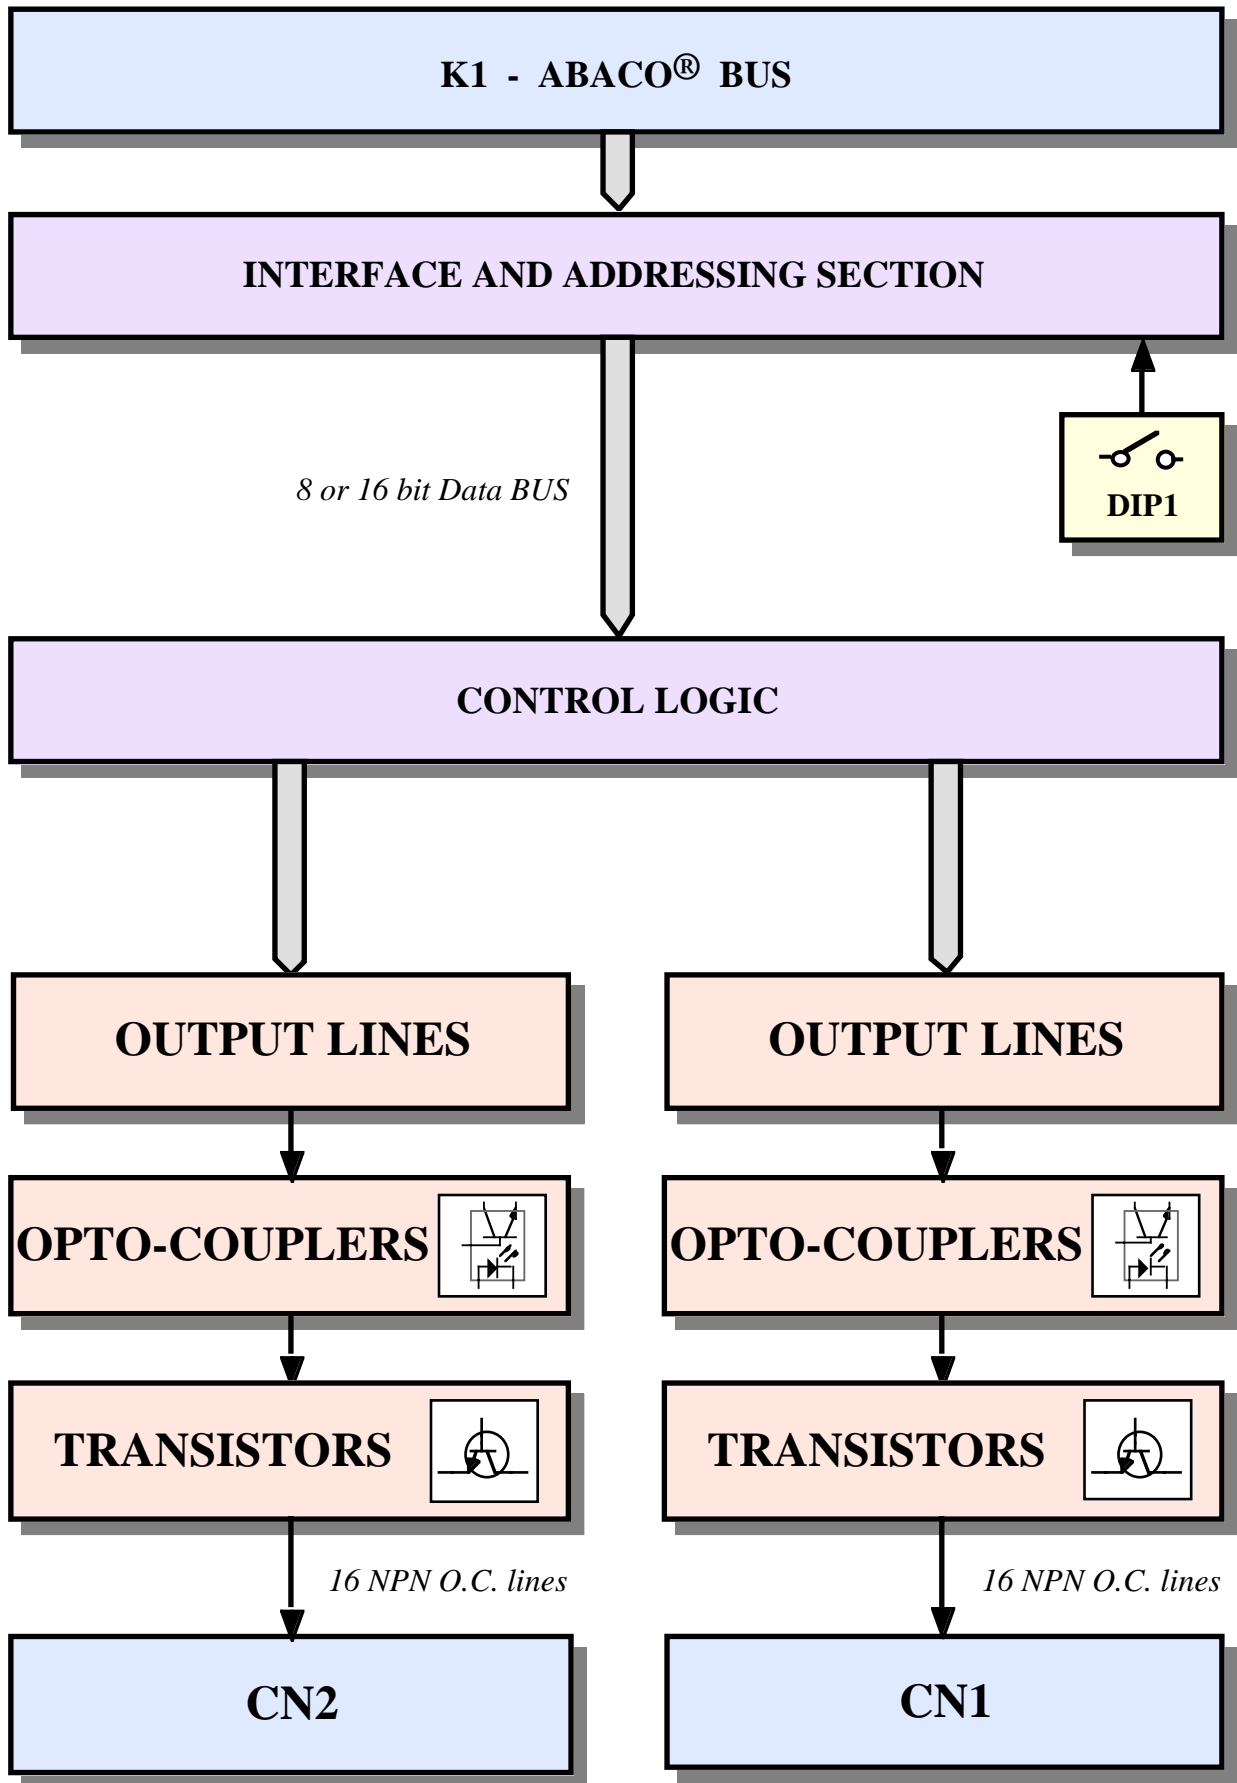 K1 - ABACO® BUS
INTERFACE AND ADDRESSING SECTION
8 or 16 bit Data BUS
DIP1
CONTROL LOGIC
OUTPUT LINES
OUTPUT LINES
OPTO-COUPLERS
OPTO-COUPLERS
TRANSISTORS
TRANSISTORS
16 NPN O.C. lines
16 NPN O.C. lines
CN2
CN1